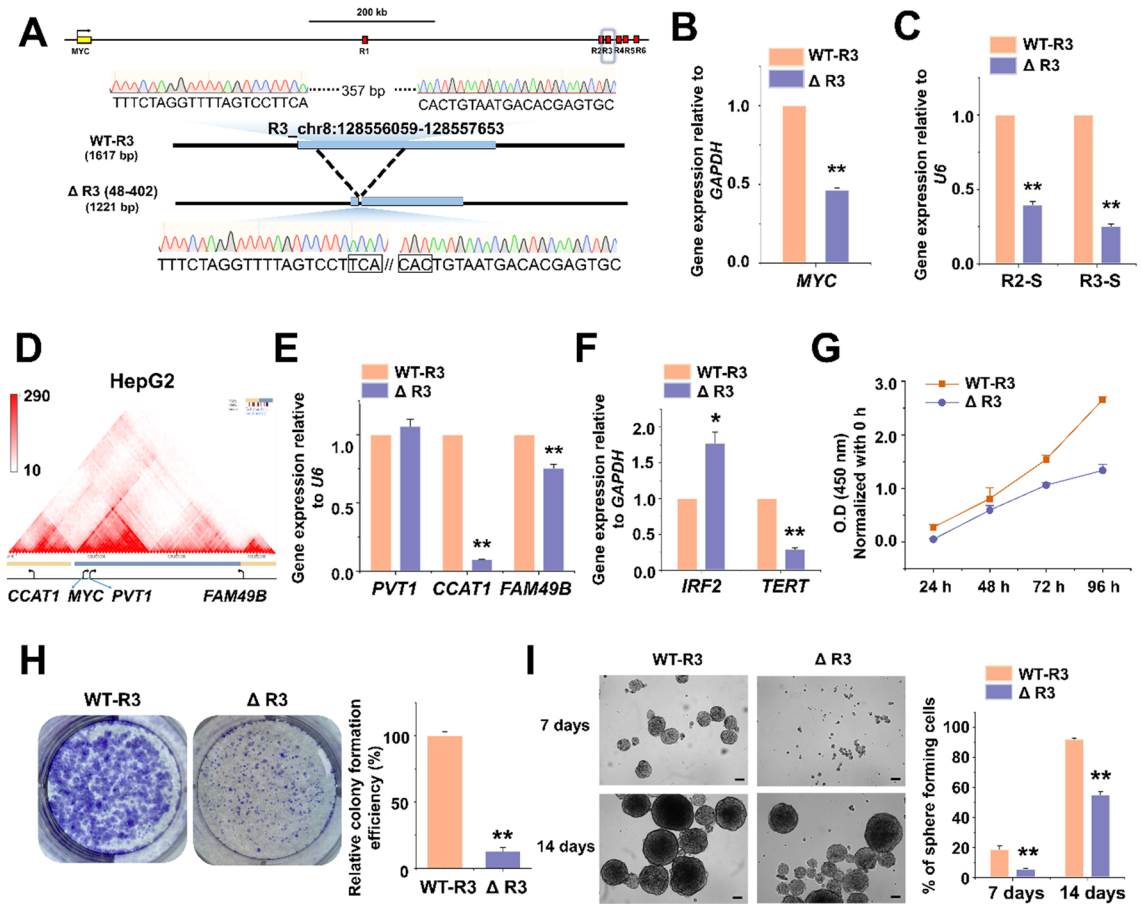 A
200 kb
MYC
R1
R2 R3 R4 R5 R6
TTTCTAGGTTTTAGTCCTTCA
357 bp
CACTGTAATGACACGAGTGC
R3_chr8:128556059-128557653
WT-R3
(1617 bp)
Δ R3 (48-402)
(1221 bp)
TTTCTAGGTTTTAGTCCTTCA // CACTGTAATGACACGAGTGC
B
WT-R3
Δ R3
Gene expression relative to
GAPDH
1.0
0.5
0.0
**
MYC
C
WT-R3
Δ R3
Gene expression relative to
U6
1.0
0.5
0.0
**
**
R2-S
R3-S
D
HepG2
290
10
CCAT1 MYC PVT1 FAM49B
E
WT-R3
Δ R3
Gene expression relative
to U6
1.0
0.5
0.0
**
**
PVT1 CCAT1 FAM49B
F
WT-R3
Δ R3
Gene expression relative
to GAPDH
2.0
1.5
1.0
0.5
0.0
*
**
IRF2 TERT
G
WT-R3
Δ R3
O.D (450 nm)
Normalized with 0 h
3.0
2.0
1.0
0.0
24 h 48 h 72 h 96 h
H
WT-R3
Δ R3
Relative colony formation
efficiency (%)
100
50
0
**
WT-R3 Δ R3
I
WT-R3
Δ R3
7 days
14 days
WT-R3
Δ R3
% of sphere forming cells
100
80
60
40
20
0
**
**
7 days 14 days